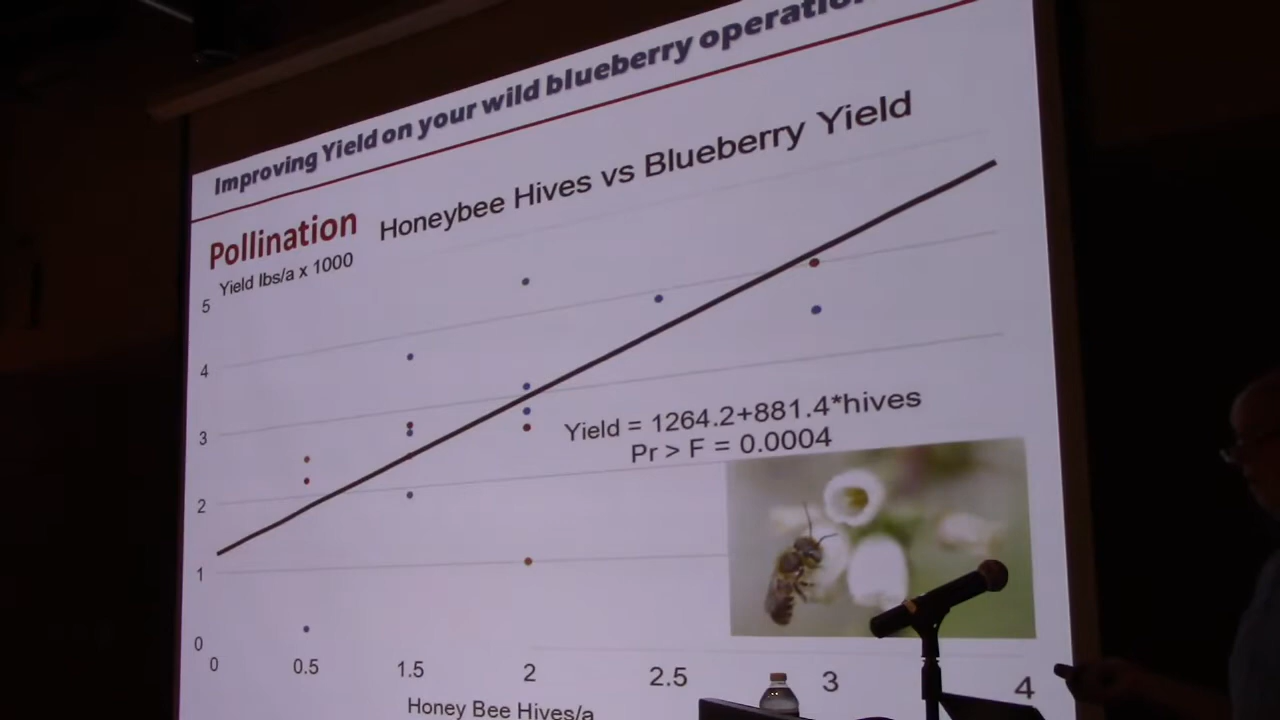 Improving Yield on your wild blueberry operation
Pollination
Honeybee Hives vs Blueberry Yield
Yield lbs/a x 1000
5
4
3
2
1
0
Yield = 1264.2+881.4*hives
Pr > F = 0.0004
0 0.5 1.5 2 2.5 3 4
Honey Bee Hives/a